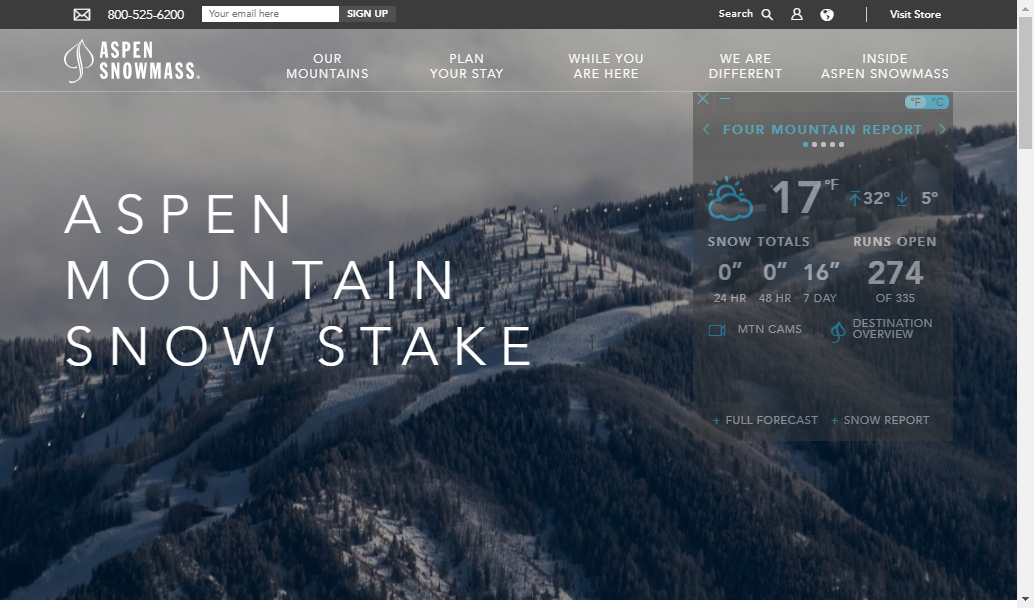 800-525-6200
Your email here
SIGN UP
Search
Visit Store
ASPEN
SNOWMASS
OUR
MOUNTAINS
PLAN
YOUR STAY
WHILE YOU
ARE HERE
WE ARE
DIFFERENT
INSIDE
ASPEN SNOWMASS
°F °C
FOUR MOUNTAIN REPORT
17°F 32° 5°
SNOW TOTALS
RUNS OPEN
0” 0” 16”
274
24 HR 48 HR 7 DAY
OF 335
MTN CAMS
DESTINATION
OVERVIEW
+ FULL FORECAST
+ SNOW REPORT
ASPEN
MOUNTAIN
SNOW STAKE